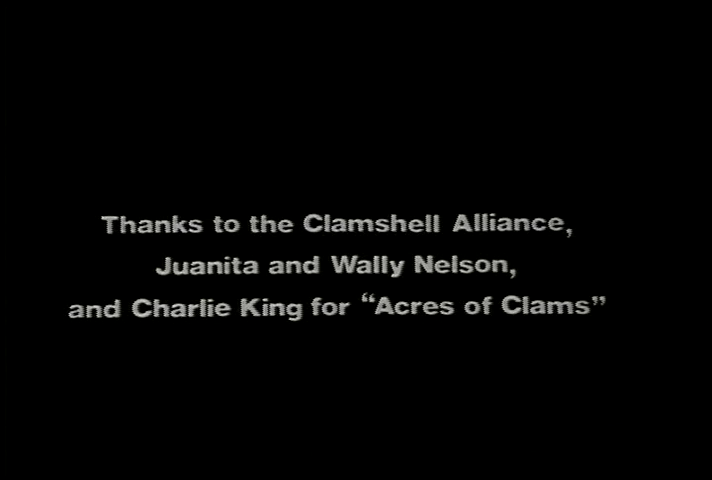 Thanks to the Clamshell Alliance,
Juanita and Wally Nelson,
and Charlie King for “Acres of Clams”